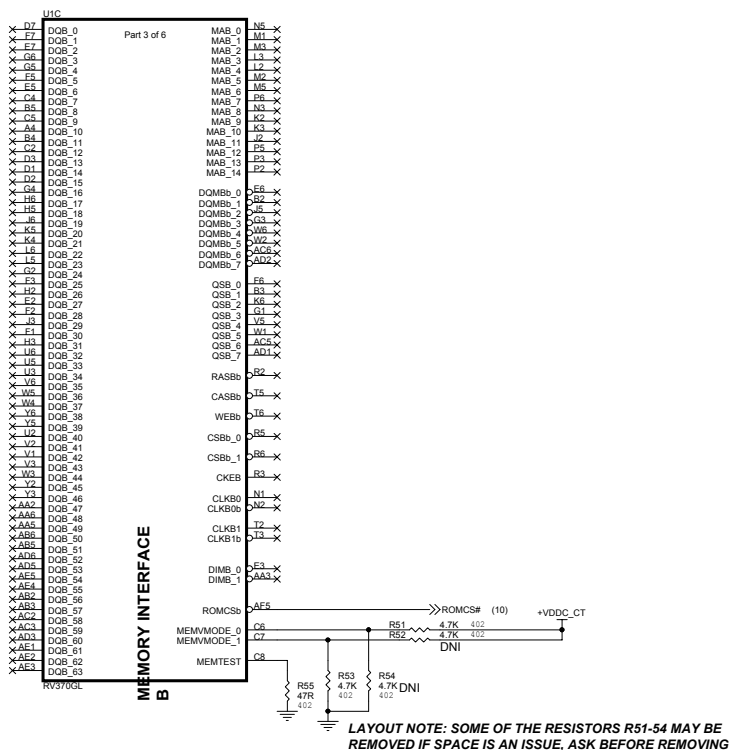 U1C
Part 3 of 6
D7 DQB_0
F7 DQB_1
E7 DQB_2
G6 DQB_3
G5 DQB_4
F5 DQB_5
E5 DQB_6
C4 DQB_7
B5 DQB_8
C5 DQB_9
A4 DQB_10
B4 DQB_11
C2 DQB_12
D3 DQB_13
D1 DQB_14
D2 DQB_15
G4 DQB_16
H6 DQB_17
H5 DQB_18
J6 DQB_19
K5 DQB_20
K4 DQB_21
L6 DQB_22
L5 DQB_23
G2 DQB_24
F3 DQB_25
H2 DQB_26
E2 DQB_27
F2 DQB_28
J3 DQB_29
F1 DQB_30
H3 DQB_31
U6 DQB_32
U5 DQB_33
U3 DQB_34
V6 DQB_35
W5 DQB_36
W4 DQB_37
Y6 DQB_38
Y5 DQB_39
U2 DQB_40
V2 DQB_41
V1 DQB_42
V3 DQB_43
W3 DQB_44
Y2 DQB_45
Y3 DQB_46
AA2 DQB_47
AA6 DQB_48
AA5 DQB_49
AB6 DQB_50
AB5 DQB_51
AD6 DQB_52
AD5 DQB_53
AE5 DQB_54
AE4 DQB_55
AB2 DQB_56
AB3 DQB_57
AC2 DQB_58
AC3 DQB_59
AD3 DQB_60
AE1 DQB_61
AE2 DQB_62
AE3 DQB_63
RV370GL
MEMORY INTERFACE
B
MAB_0 N5
MAB_1 M1
MAB_2 M3
MAB_3 L3
MAB_4 L2
MAB_5 M2
MAB_6 M5
MAB_7 P6
MAB_8 N3
MAB_9 K2
MAB_10 K3
MAB_11 J2
MAB_12 P5
MAB_13 P3
MAB_14 P2
DQMBb_0 E6
DQMBb_1 B2
DQMBb_2 J5
DQMBb_3 G3
DQMBb_4 W6
DQMBb_5 W2
DQMBb_6 AC6
DQMBb_7 AD2
QSB_0 F6
QSB_1 B3
QSB_2 K6
QSB_3 G1
QSB_4 V5
QSB_5 W1
QSB_6 AC5
QSB_7 AD1
RASBb R2
CASBb T5
WEBb T6
CSBb_0 R5
CSBb_1 R6
CKEB R3
CLKB0 N1
CLKB0b N2
CLKB1 T2
CLKB1b T3
DIMB_0 E3
DIMB_1 AA3
ROMCSb AF5 ROMCS# (10)
+VDDC_CT
MEMVMODE_0 C6 R51 4.7K 402
MEMVMODE_1 C7 R52 4.7K 402
DNI
MEMTEST C8
R55
47R
402
R53
4.7K
402
R54
4.7K DNI
402
LAYOUT NOTE: SOME OF THE RESISTORS R51-54 MAY BE
REMOVED IF SPACE IS AN ISSUE, ASK BEFORE REMOVING